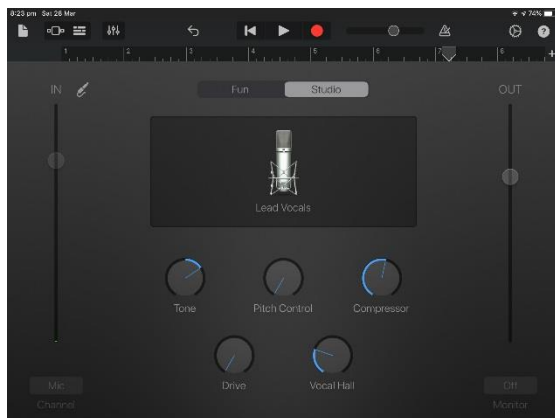 8:23 pm Sat 28 Mar
74%
1 2 3 4 5 6 7 8
IN
Fun Studio
OUT
Lead Vocals
Tone Pitch Control Compressor
Drive Vocal Hall
Mic
Channel
Off
Monitor